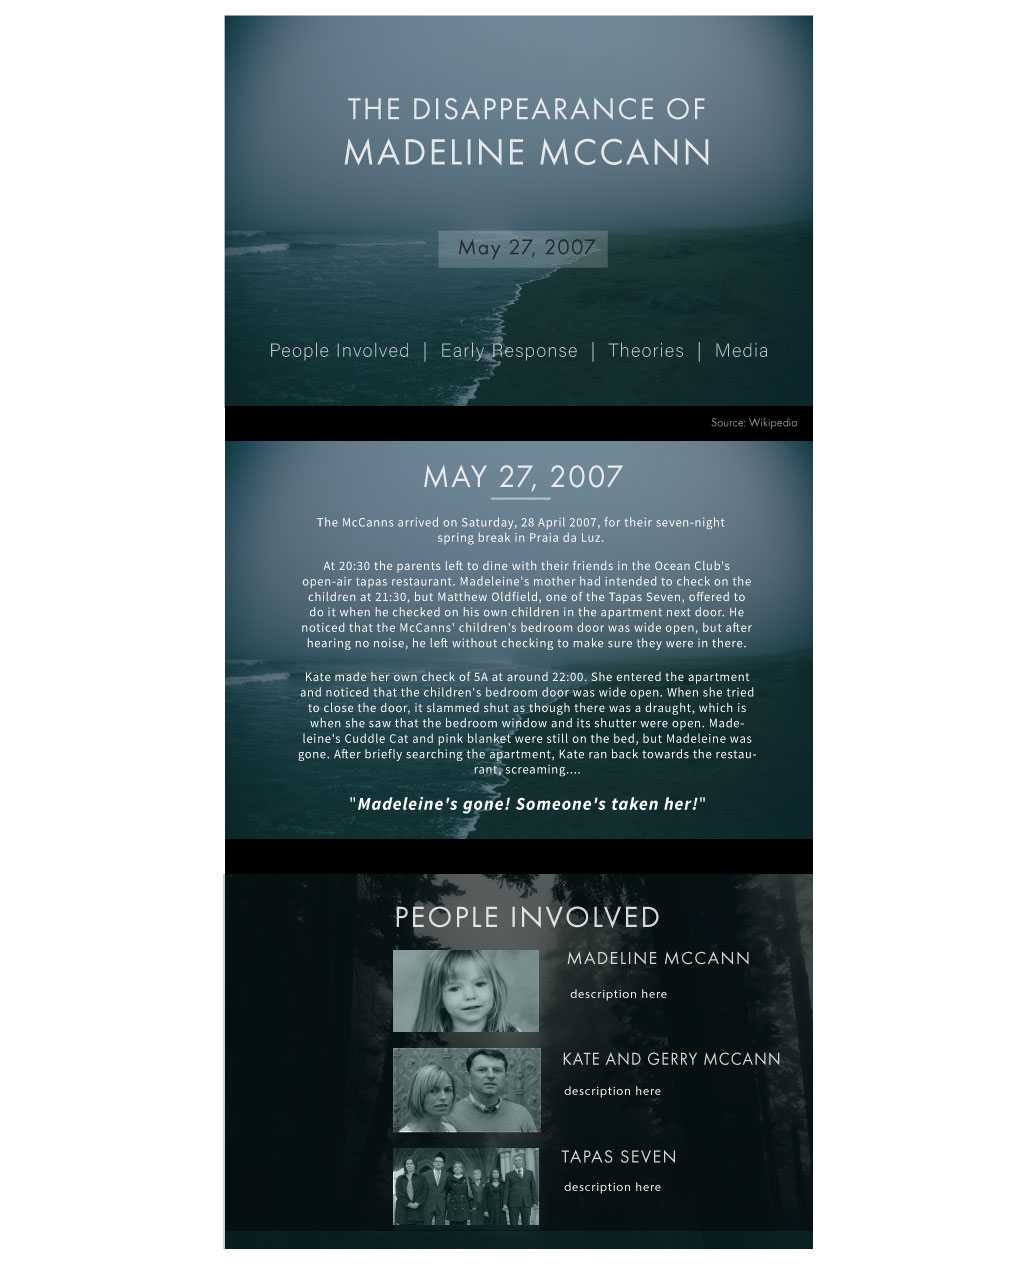 THE DISAPPEARANCE OF
MADELINE MCCANN
May 27, 2007
People Involved | Early Response | Theories | Media
Source: Wikipedia
MAY 27, 2007
The McCanns arrived on Saturday, 28 April 2007, for their seven-night
spring break in Praia da Luz.
At 20:30 the parents left to dine with their friends in the Ocean Club's
open-air tapas restaurant. Madeleine's mother had intended to check on the
children at 21:30, but Matthew Oldfield, one of the Tapas Seven, offered to
do it when he checked on his own children in the apartment next door. He
noticed that the McCanns' children's bedroom door was wide open, but after
hearing no noise, he left without checking to make sure they were in there.
Kate made her own check of 5A at around 22:00. She entered the apartment
and noticed that the children's bedroom door was wide open. When she tried
to close the door, it slammed shut as though there was a draught, which is
when she saw that the bedroom window and its shutter were open. Made-
leine's Cuddle Cat and pink blanket were still on the bed, but Madeleine was
gone. After briefly searching the apartment, Kate ran back towards the restau-
rant, screaming....
"Madeleine's gone! Someone's taken her!"
PEOPLE INVOLVED
MADELINE MCCANN
description here
KATE AND GERRY MCCANN
description here
TAPAS SEVEN
description here